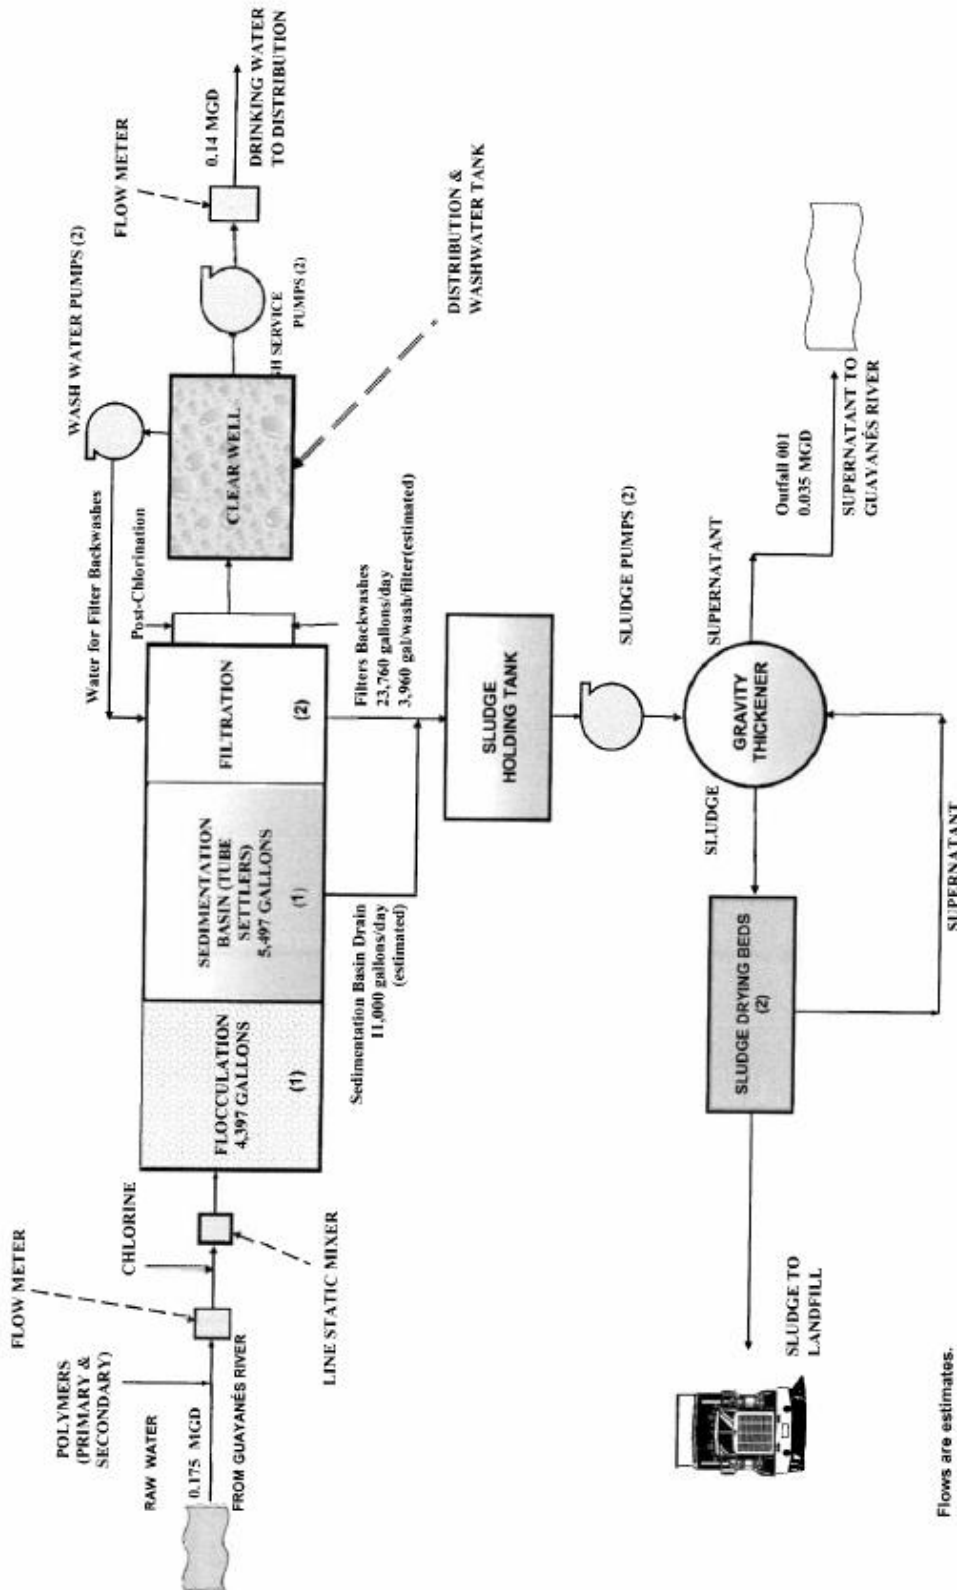 FLOW METER
POLYMERS
(PRIMARY &
SECONDARY)
CHLORINE
RAW WATER
0.175 MGD
FROM GUAYANÉS RIVER
LINE STATIC MIXER
FLOCCULATION
4,397 GALLONS
(1)
SEDIMENTATION
BASIN (TUBE
SETTLERS)
5,497 GALLONS
(1)
FILTRATION
(2)
Water for Filter Backwashes
Post-Chlorination
WASH WATER PUMPS (2)
CLEAR WELL
SH SERVICE
PUMPS (2)
FLOW METER
0.14 MGD
DRINKING WATER
TO DISTRIBUTION
DISTRIBUTION &
WASHWATER TANK
Sedimentation Basin Drain
11,000 gallons/day
(estimated)
Filters Backwashes
23,760 gallons/day
3,960 gal/wash/filter(estimated)
SLUDGE
HOLDING TANK
SLUDGE PUMPS (2)
SLUDGE
GRAVITY
THICKENER
SUPERNATANT
Outfall 001
0.035 MGD
SUPERNATANT TO
GUAYANÉS RIVER
SLUDGE DRYING BEDS
(2)
SUPERNATANT
SLUDGE TO
LANDFILL
Flows are estimates.